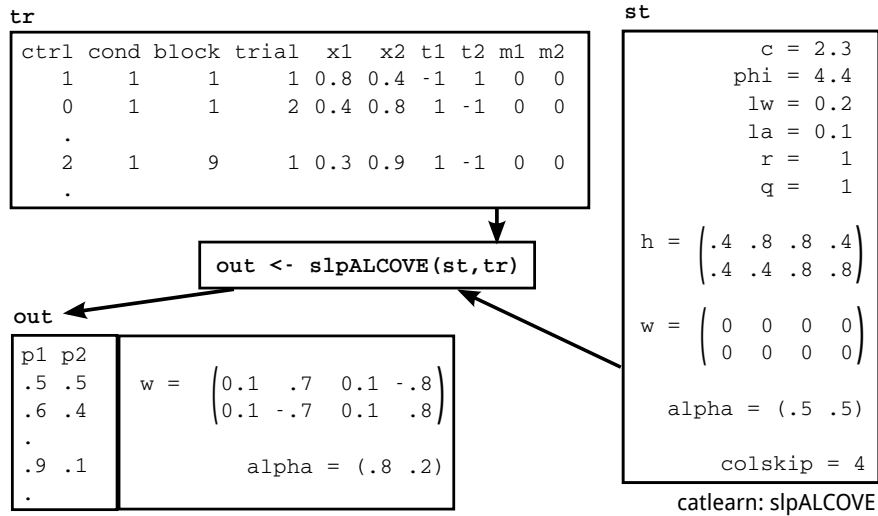 tr
ctrl cond block trial x1 x2 t1 t2 m1 m2
1 1 1 1 0.8 0.4 -1 1 0 0
0 1 1 2 0.4 0.8 1 -1 0 0
.
2 1 9 1 0.3 0.9 1 -1 0 0
.
out <- slpALCOVE(st,tr)
st
c = 2.3
phi = 4.4
lw = 0.2
la = 0.1
r = 1
q = 1
h = (.4 .8 .8 .4
.4 .4 .8 .8)
w = (0 0 0 0
0 0 0 0)
alpha = (.5 .5)
colskip = 4
out
p1 p2
.5 .5
.6 .4
.
.9 .1
.
w = (0.1 .7 0.1 -.8
0.1 -.7 0.1 .8)
alpha = (.8 .2)
catlearn: slpALCOVE